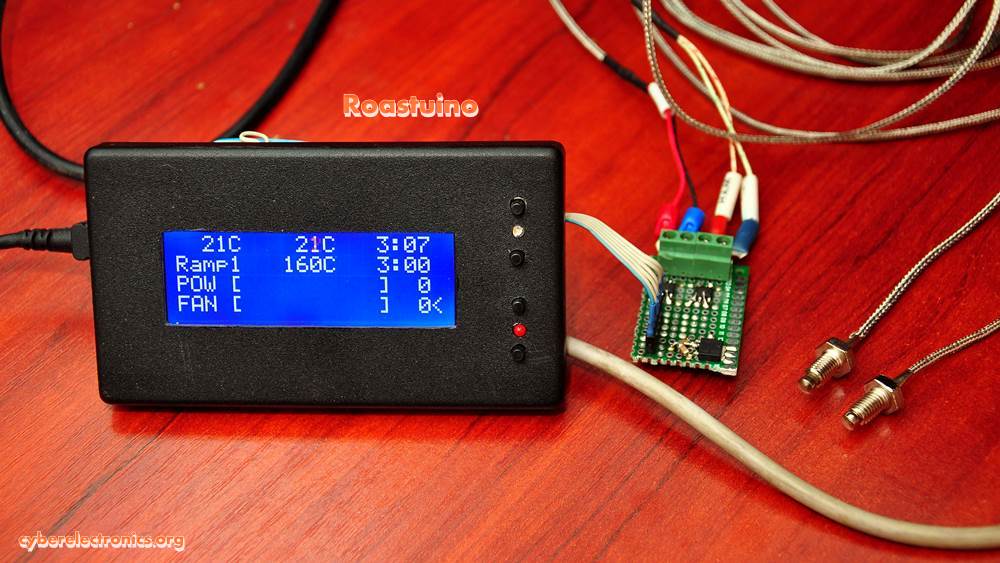 Roastuino
21C 21C 3:07
Ramp1 160C 3:00
POW [ ] 0
FAN [ ] 0<
cyberelectronics.org